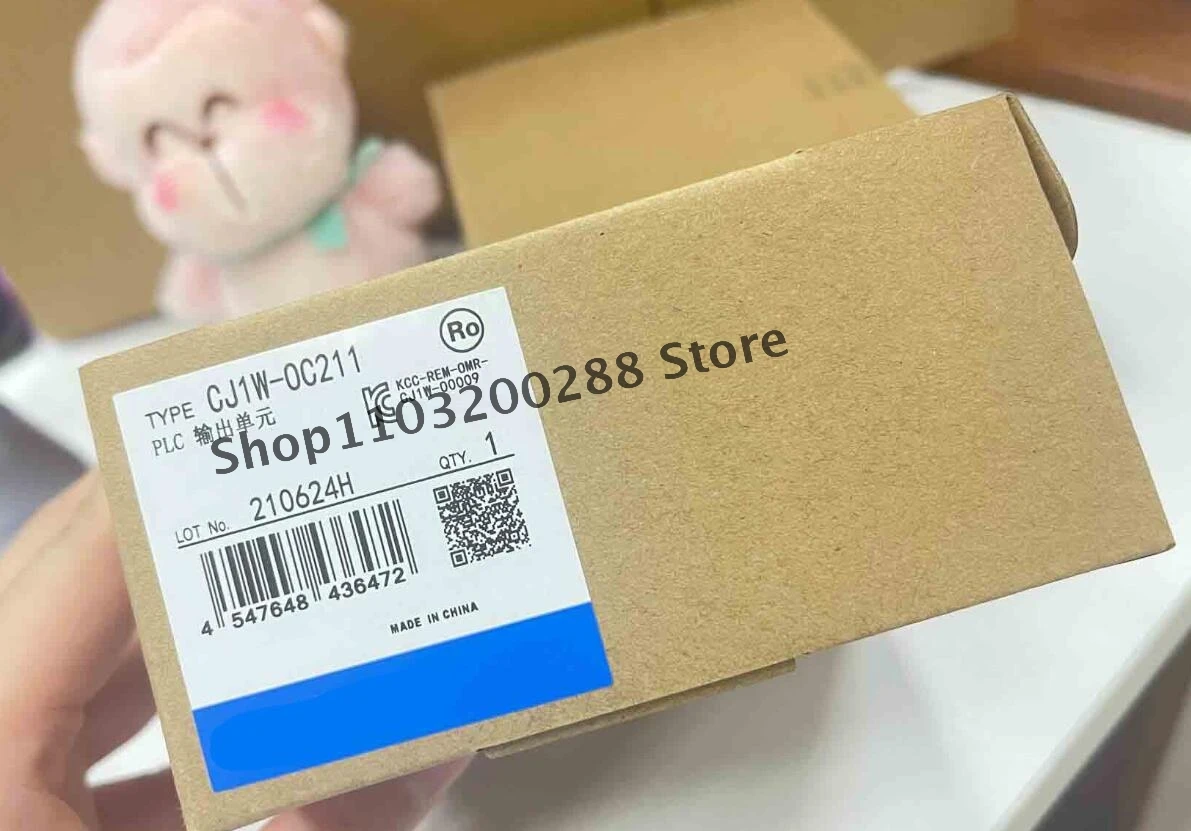 Ro
TYPE CJ1W-OC211
KCC-REM-OMR-
CJ1W-00009
PLC 输出单元
Shop1103200288 Store
LOT No. 210624H QTY. 1
4 547648 436472
MADE IN CHINA